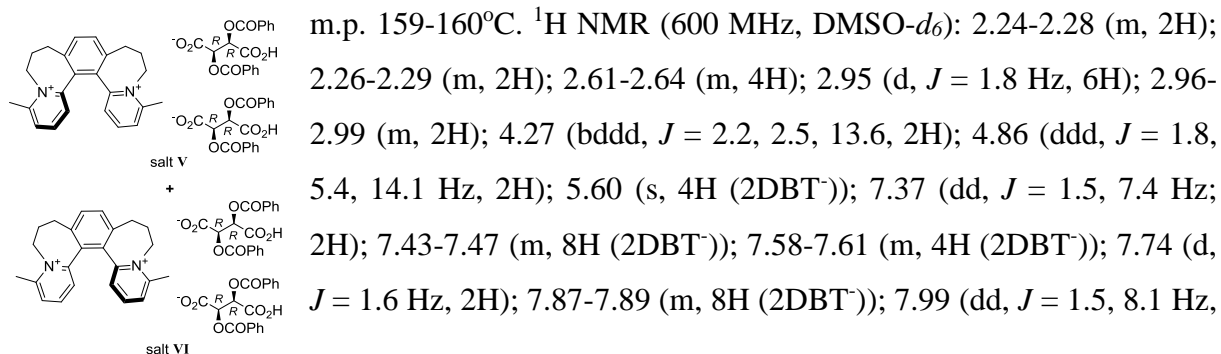 OCOPh
⁻O₂C R CO₂H
R
OCOPh
N⁺ N⁺
OCOPh
⁻O₂C R CO₂H
R
OCOPh
salt V
+
OCOPh
⁻O₂C R CO₂H
R
OCOPh
N⁺ N⁺
OCOPh
⁻O₂C R CO₂H
R
OCOPh
salt VI
m.p. 159-160°C. ¹H NMR (600 MHz, DMSO-d₆): 2.24-2.28 (m, 2H);
2.26-2.29 (m, 2H); 2.61-2.64 (m, 4H); 2.95 (d, J = 1.8 Hz, 6H); 2.96-
2.99 (m, 2H); 4.27 (bddd, J = 2.2, 2.5, 13.6, 2H); 4.86 (ddd, J = 1.8,
5.4, 14.1 Hz, 2H); 5.60 (s, 4H (2DBT⁻)); 7.37 (dd, J = 1.5, 7.4 Hz;
2H); 7.43-7.47 (m, 8H (2DBT⁻)); 7.58-7.61 (m, 4H (2DBT⁻)); 7.74 (d,
J = 1.6 Hz, 2H); 7.87-7.89 (m, 8H (2DBT⁻)); 7.99 (dd, J = 1.5, 8.1 Hz,